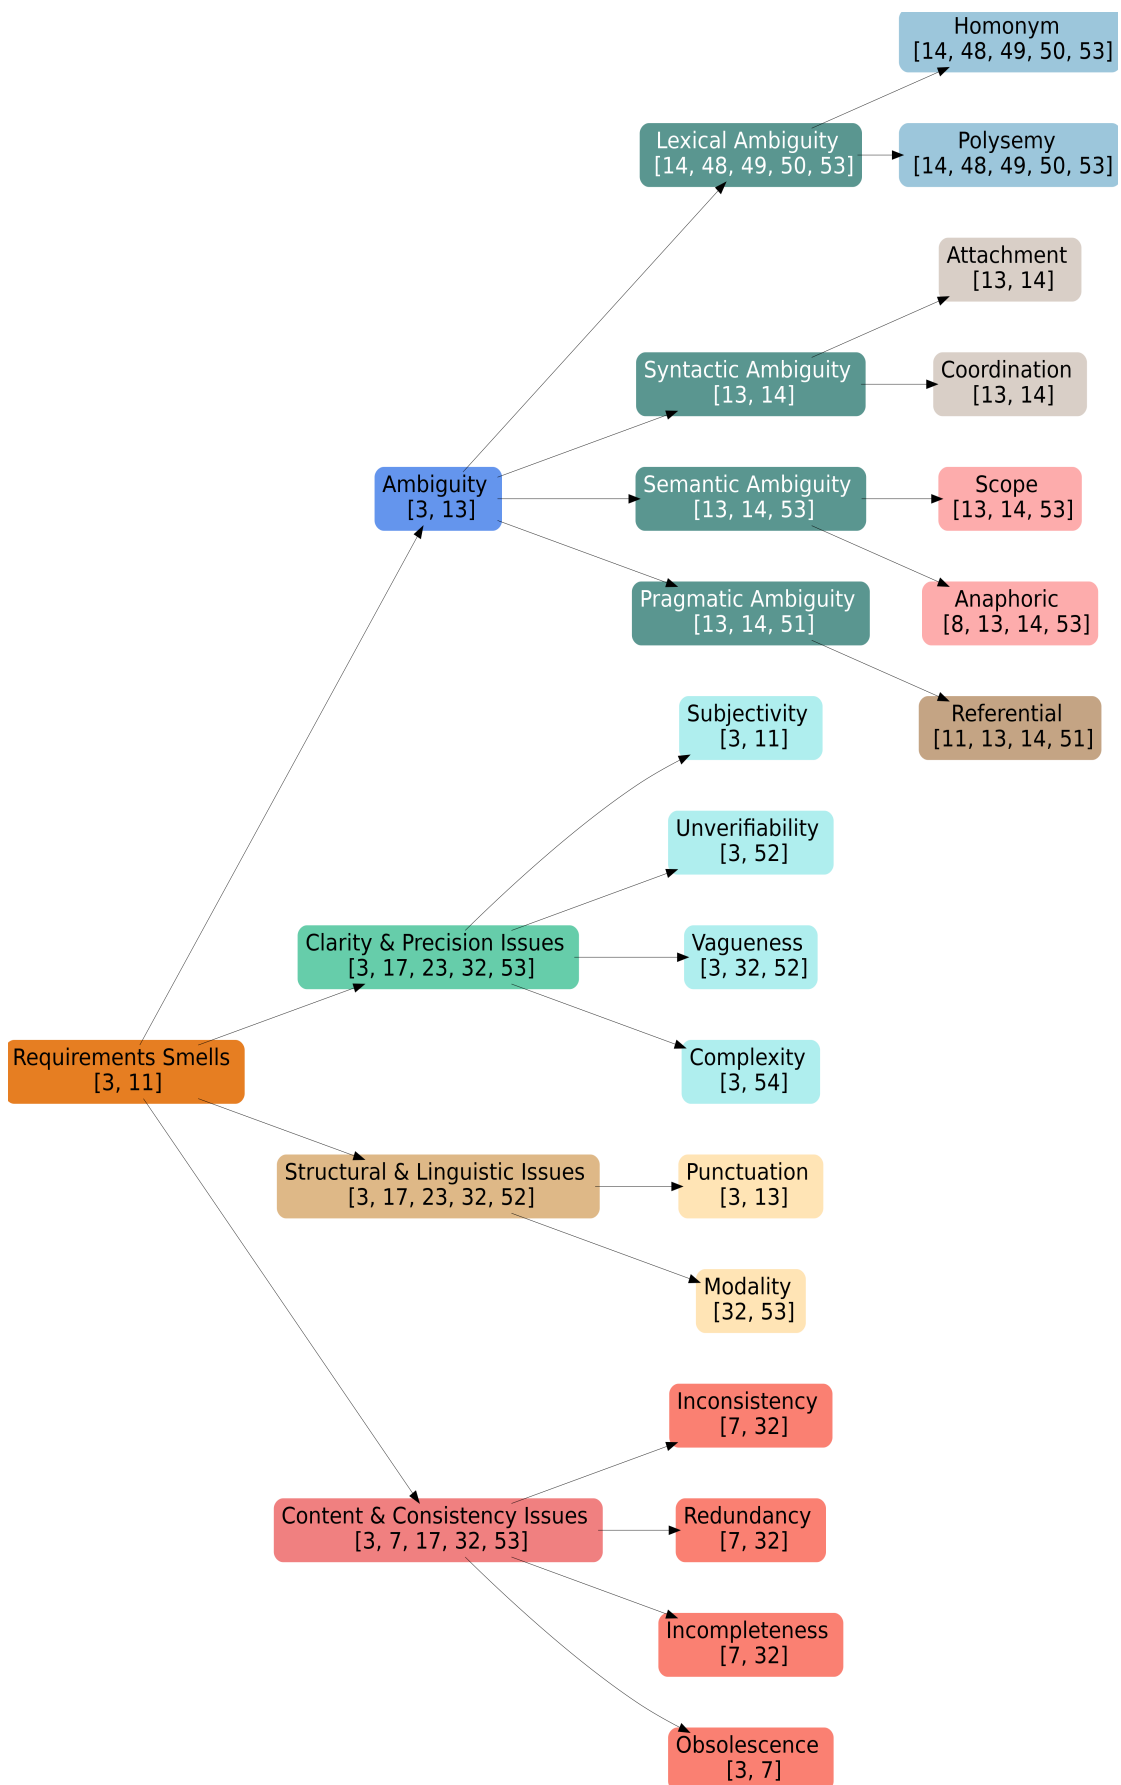 Homonym
[14, 48, 49, 50, 53]
Lexical Ambiguity
[14, 48, 49, 50, 53]
Polysemy
[14, 48, 49, 50, 53]
Attachment
[13, 14]
Syntactic Ambiguity
[13, 14]
Coordination
[13, 14]
Ambiguity
[3, 13]
Semantic Ambiguity
[13, 14, 53]
Scope
[13, 14, 53]
Pragmatic Ambiguity
[13, 14, 51]
Anaphoric
[8, 13, 14, 53]
Subjectivity
[3, 11]
Referential
[11, 13, 14, 51]
Unverifiability
[3, 52]
Clarity & Precision Issues
[3, 17, 23, 32, 53]
Vagueness
[3, 32, 52]
Requirements Smells
[3, 11]
Complexity
[3, 54]
Structural & Linguistic Issues
[3, 17, 23, 32, 52]
Punctuation
[3, 13]
Modality
[32, 53]
Inconsistency
[7, 32]
Content & Consistency Issues
[3, 7, 17, 32, 53]
Redundancy
[7, 32]
Incompleteness
[7, 32]
Obsolescence
[3, 7]